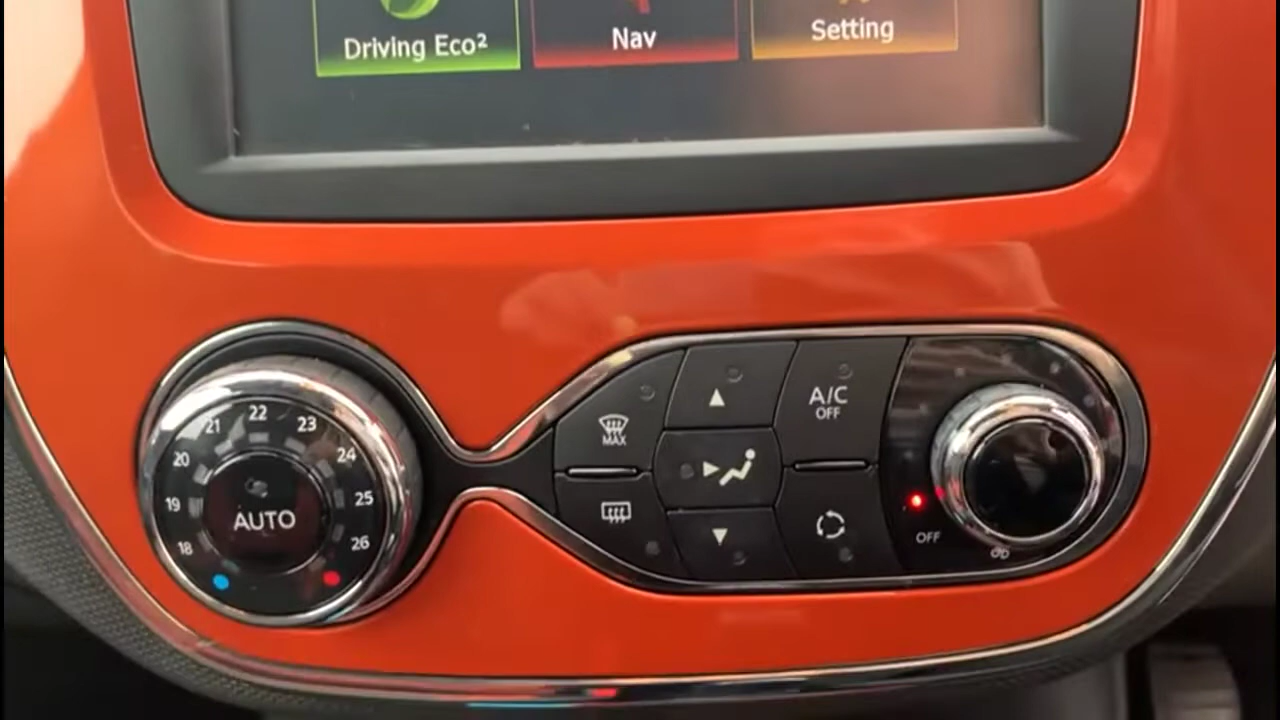 Driving Eco²
Nav
Setting
18
19
20
21
22
23
24
25
26
AUTO
MAX
A/C
OFF
OFF